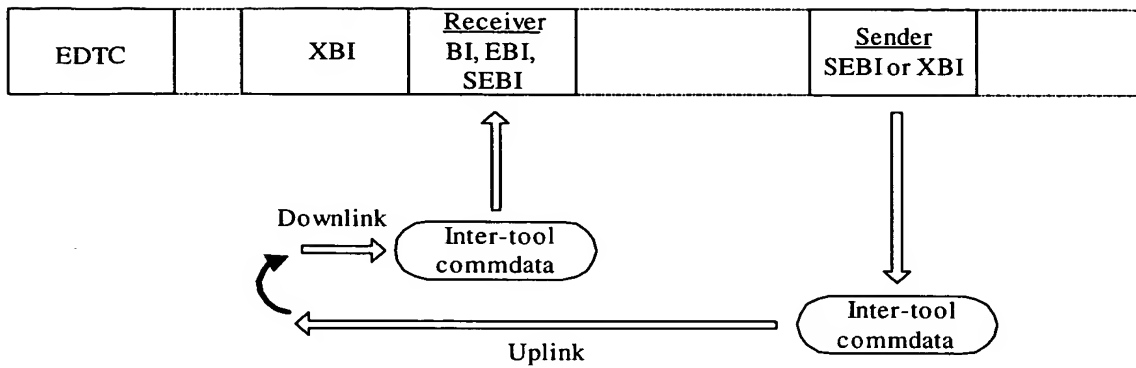 EDTC
XBI
Receiver
BI, EBI,
SEBI
Sender
SEBI or XBI
Downlink
Inter-tool
commdata
Inter-tool
commdata
Uplink